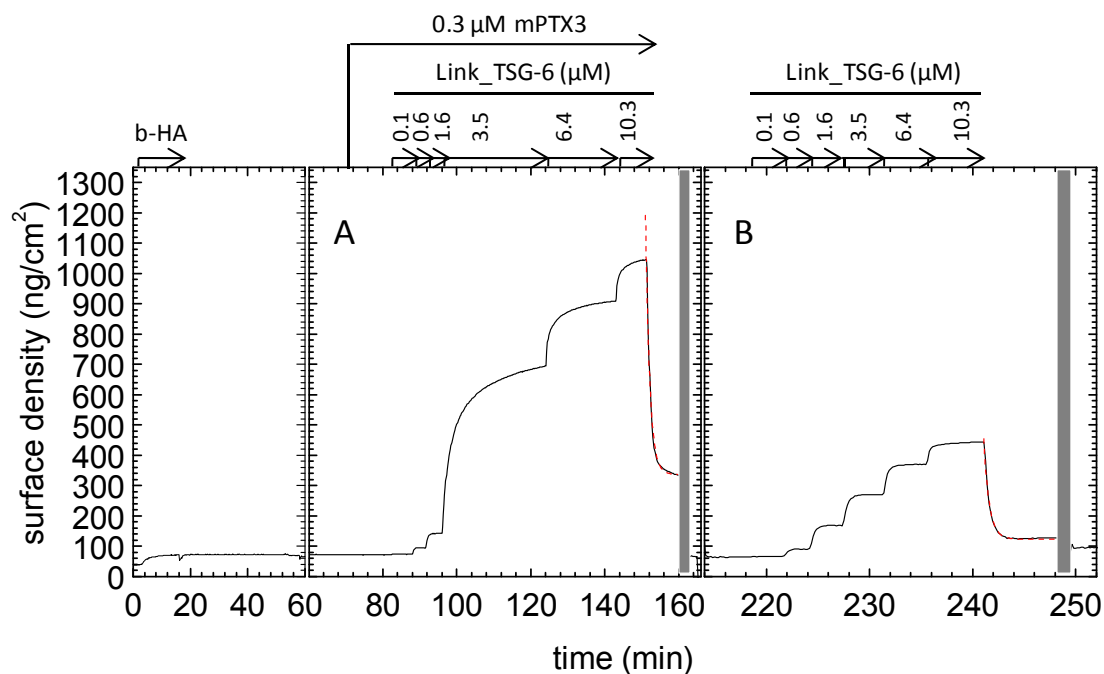 0.3 μM mPTX3
Link_TSG-6 (μM) Link_TSG-6 (μM)
b-HA 0.1 0.6 1.6 3.5 6.4 10.3 0.1 0.6 1.6 3.5 6.4 10.3
1300
1200
1100
1000
900
800
700
600
500
400
300
200
100
0
surface density (ng/cm²)
A B
0 20 40 60 80 100 120 140 160 220 230 240 250
time (min)